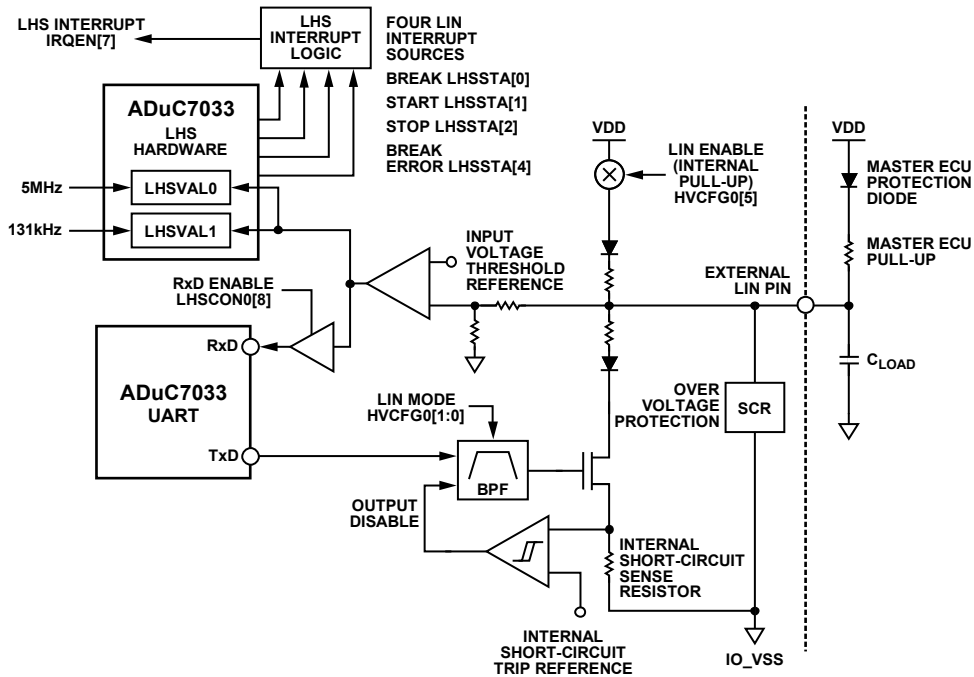 LHS INTERRUPT
IRQEN[7]
LHS
INTERRUPT
LOGIC
FOUR LIN
INTERRUPT
SOURCES
BREAK LHSSTA[0]
START LHSSTA[1]
STOP LHSSTA[2]
BREAK
ERROR LHSSTA[4]
ADuC7033
LHS
HARDWARE
5MHz
LHSVAL0
131kHz
LHSVAL1
VDD
LIN ENABLE
(INTERNAL
PULL-UP)
HVCFG0[5]
VDD
MASTER ECU
PROTECTION
DIODE
MASTER ECU
PULL-UP
INPUT
VOLTAGE
THRESHOLD
REFERENCE
EXTERNAL
LIN PIN
RxD ENABLE
LHSCON0[8]
RxD
ADuC7033
UART
TxD
LIN MODE
HVCFG0[1:0]
BPF
OUTPUT
DISABLE
OVER
VOLTAGE
PROTECTION
SCR
CLOAD
INTERNAL
SHORT-CIRCUIT
SENSE
RESISTOR
INTERNAL
SHORT-CIRCUIT
TRIP REFERENCE
IO_VSS